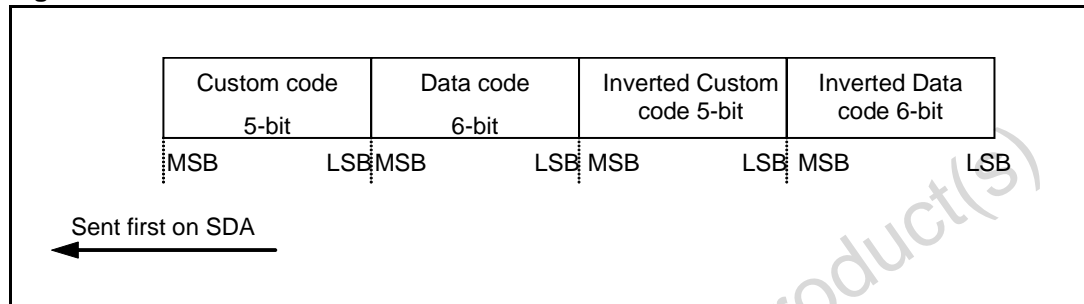 Custom code
5-bit
Data code
6-bit
Inverted Custom
code 5-bit
Inverted Data
code 6-bit
MSB LSB MSB LSB MSB LSB MSB LSB
Sent first on SDA